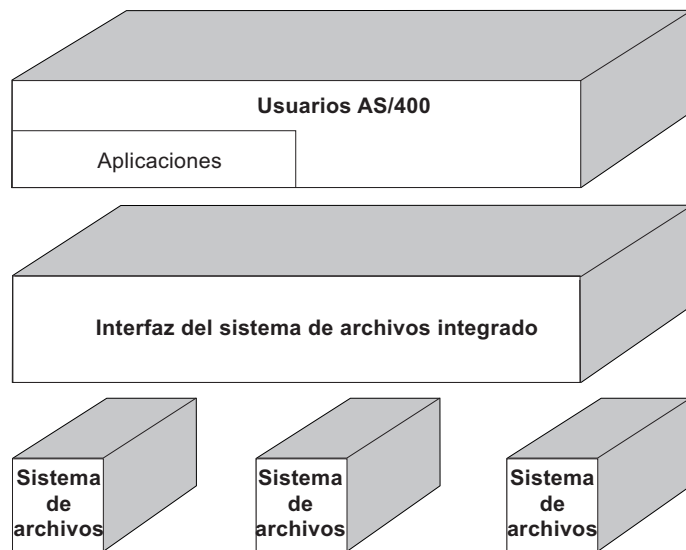 Usuarios AS/400
Aplicaciones
Interfaz del sistema de archivos integrado
Sistema
de
archivos
Sistema
de
archivos
Sistema
de
archivos